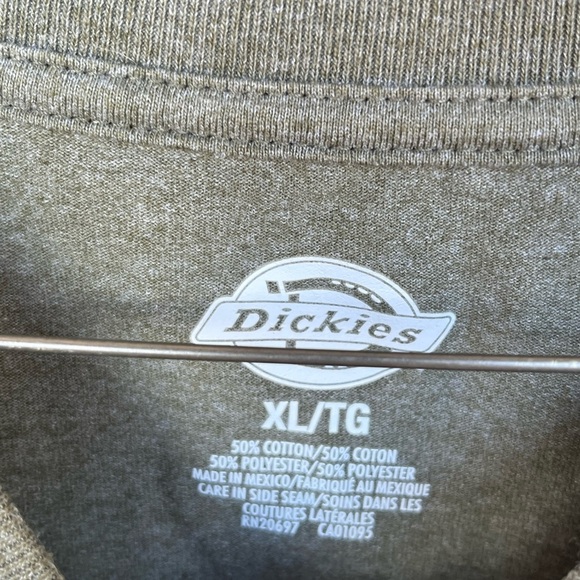 Dickies
XL/TG
50% COTTON/50% COTON
50% POLYESTER/50% POLYESTER
MADE IN MEXICO/FABRIQUÉ AU MEXIQUE
CARE IN SIDE SEAM/SOINS DANS LES
COUTURES LATÉRALES
RN20697 CA01095